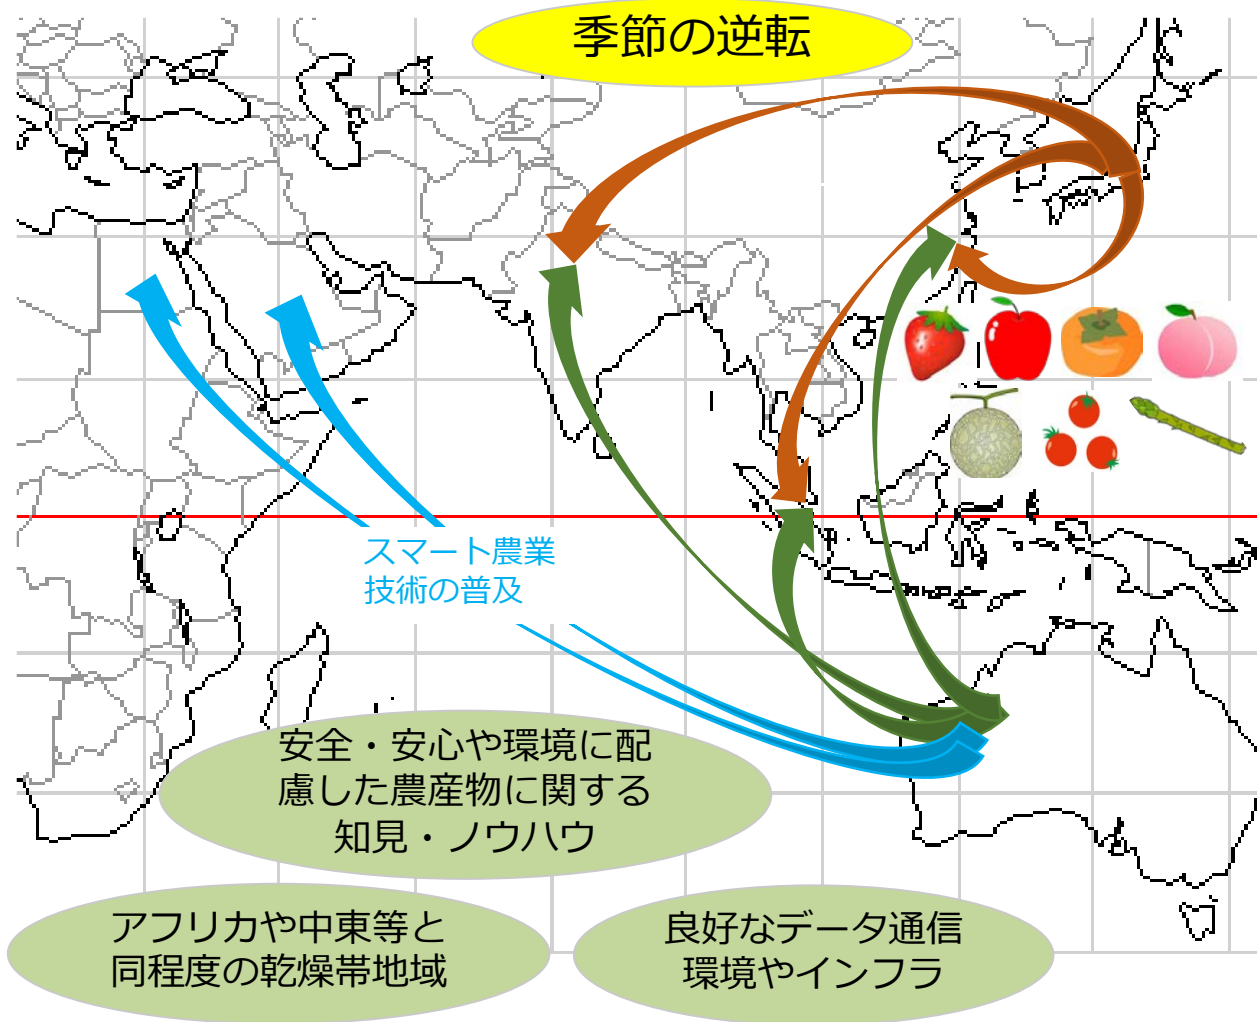 季節の逆転
スマート農業
技術の普及
安全・安心や環境に配
慮した農産物に関する
知見・ノウハウ
アフリカや中東等と
同程度の乾燥帯地域
良好なデータ通信
環境やインフラ